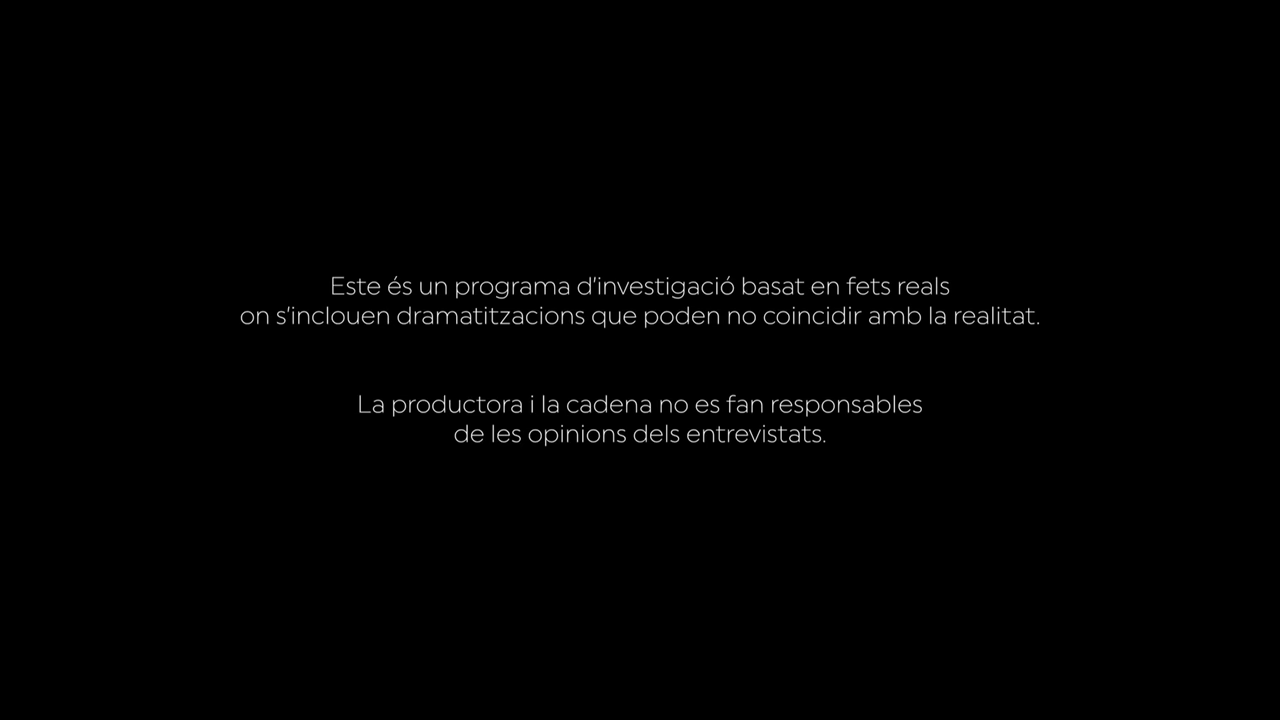 Este és un programa d'investigació basat en fets reals
on s'inclouen dramatitzacions que poden no coincidir amb la realitat.
La productora i la cadena no es fan responsables
de les opinions dels entrevistats.